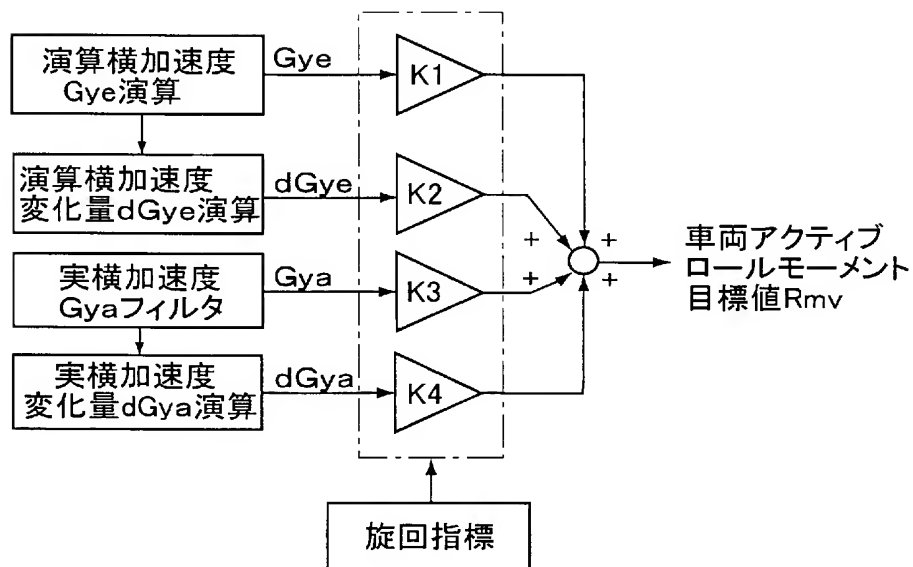 演算横加速度
Gye演算
Gye
K1
演算横加速度
変化量dGye演算
dGye
K2
実横加速度
Gyaフィルタ
Gya
K3
実横加速度
変化量dGya演算
dGya
K4
+
+
+
+
車両アクティブ
ロールモーメント
目標値Rmv
旋回指標